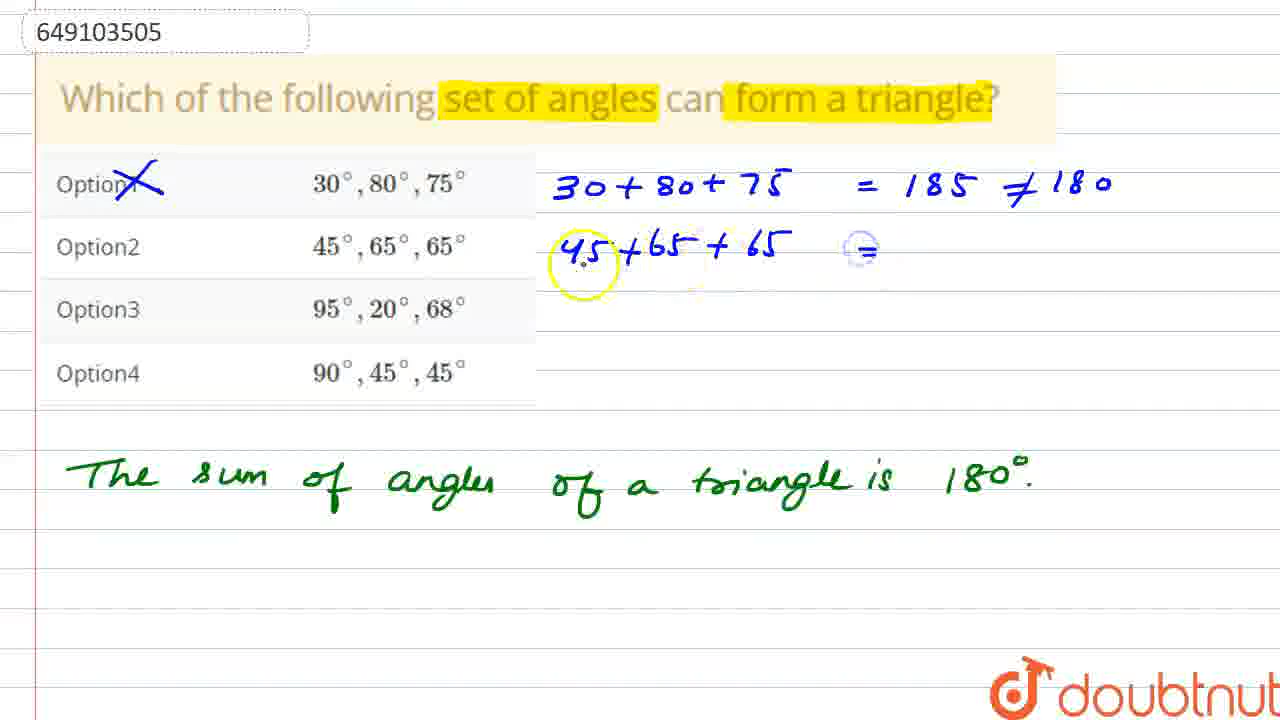 649103505
Which of the following set of angles can form a triangle?
Option1 30°, 80°, 75° 30 + 80 + 75 = 185 ≠ 180
Option2 45°, 65°, 65° 45 + 65 + 65 =
Option3 95°, 20°, 68°
Option4 90°, 45°, 45°
The sum of angles of a triangle is 180°.
doubtnut